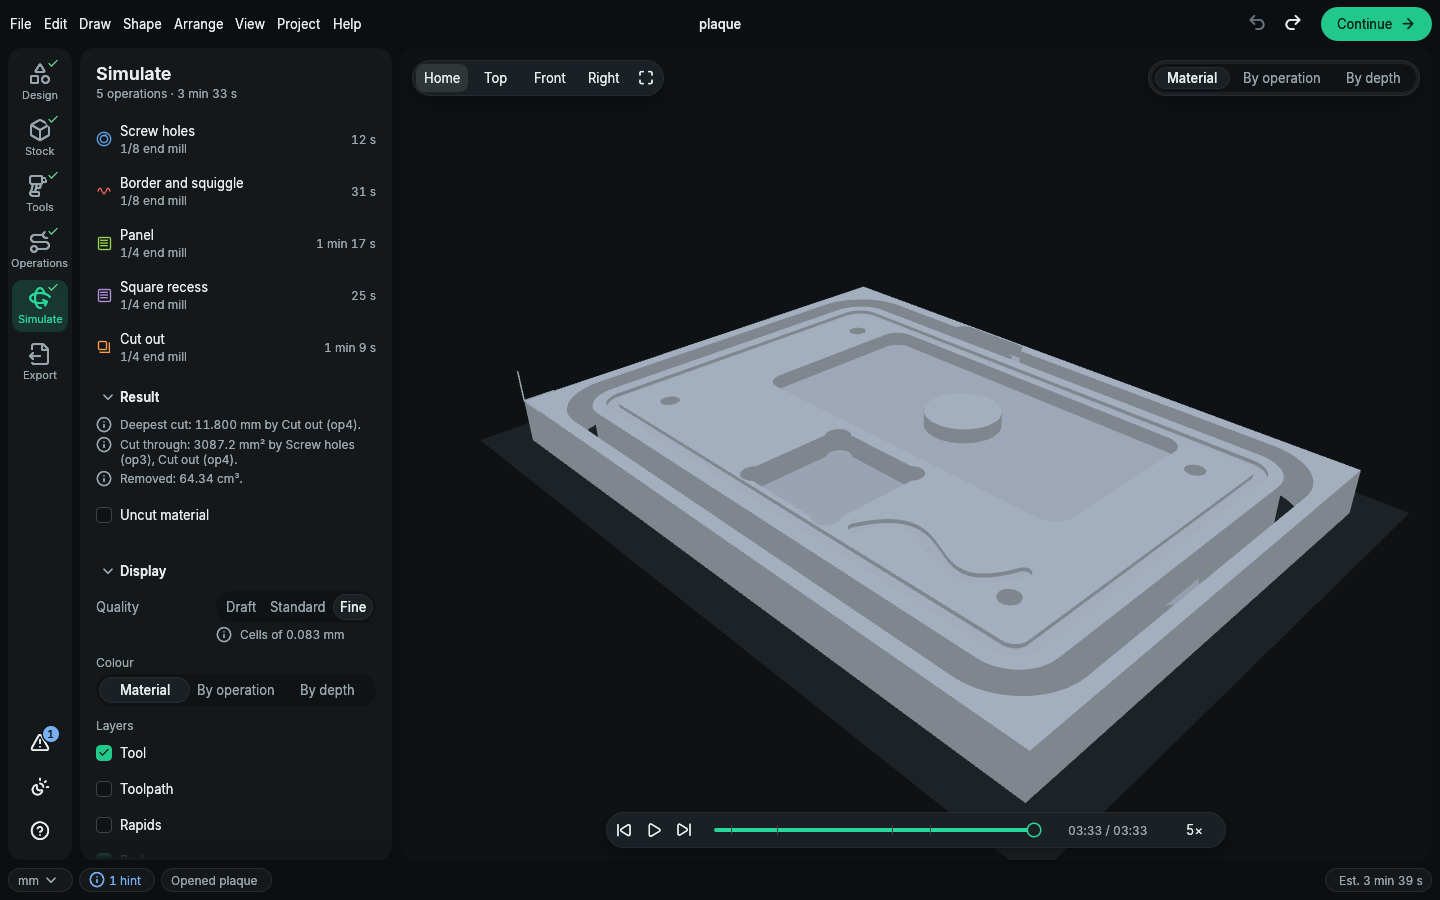 File Edit Draw Shape Arrange View Project Help
plaque
Continue
Design
Stock
Tools
Operations
Simulate
Export
1
Simulate
5 operations · 3 min 33 s
Screw holes
1/8 end mill
12 s
Border and squiggle
1/8 end mill
31 s
Panel
1/4 end mill
1 min 17 s
Square recess
1/4 end mill
25 s
Cut out
1/4 end mill
1 min 9 s
Result
Deepest cut: 11.800 mm by Cut out (op4).
Cut through: 3087.2 mm² by Screw holes
(op3), Cut out (op4).
Removed: 64.34 cm³.
Uncut material
Display
Quality
Draft Standard Fine
Cells of 0.083 mm
Colour
Material By operation By depth
Layers
Tool
Toolpath
Rapids
Home Top Front Right
Material By operation By depth
03:33 / 03:33
5×
mm
1 hint
Opened plaque
Est. 3 min 39 s